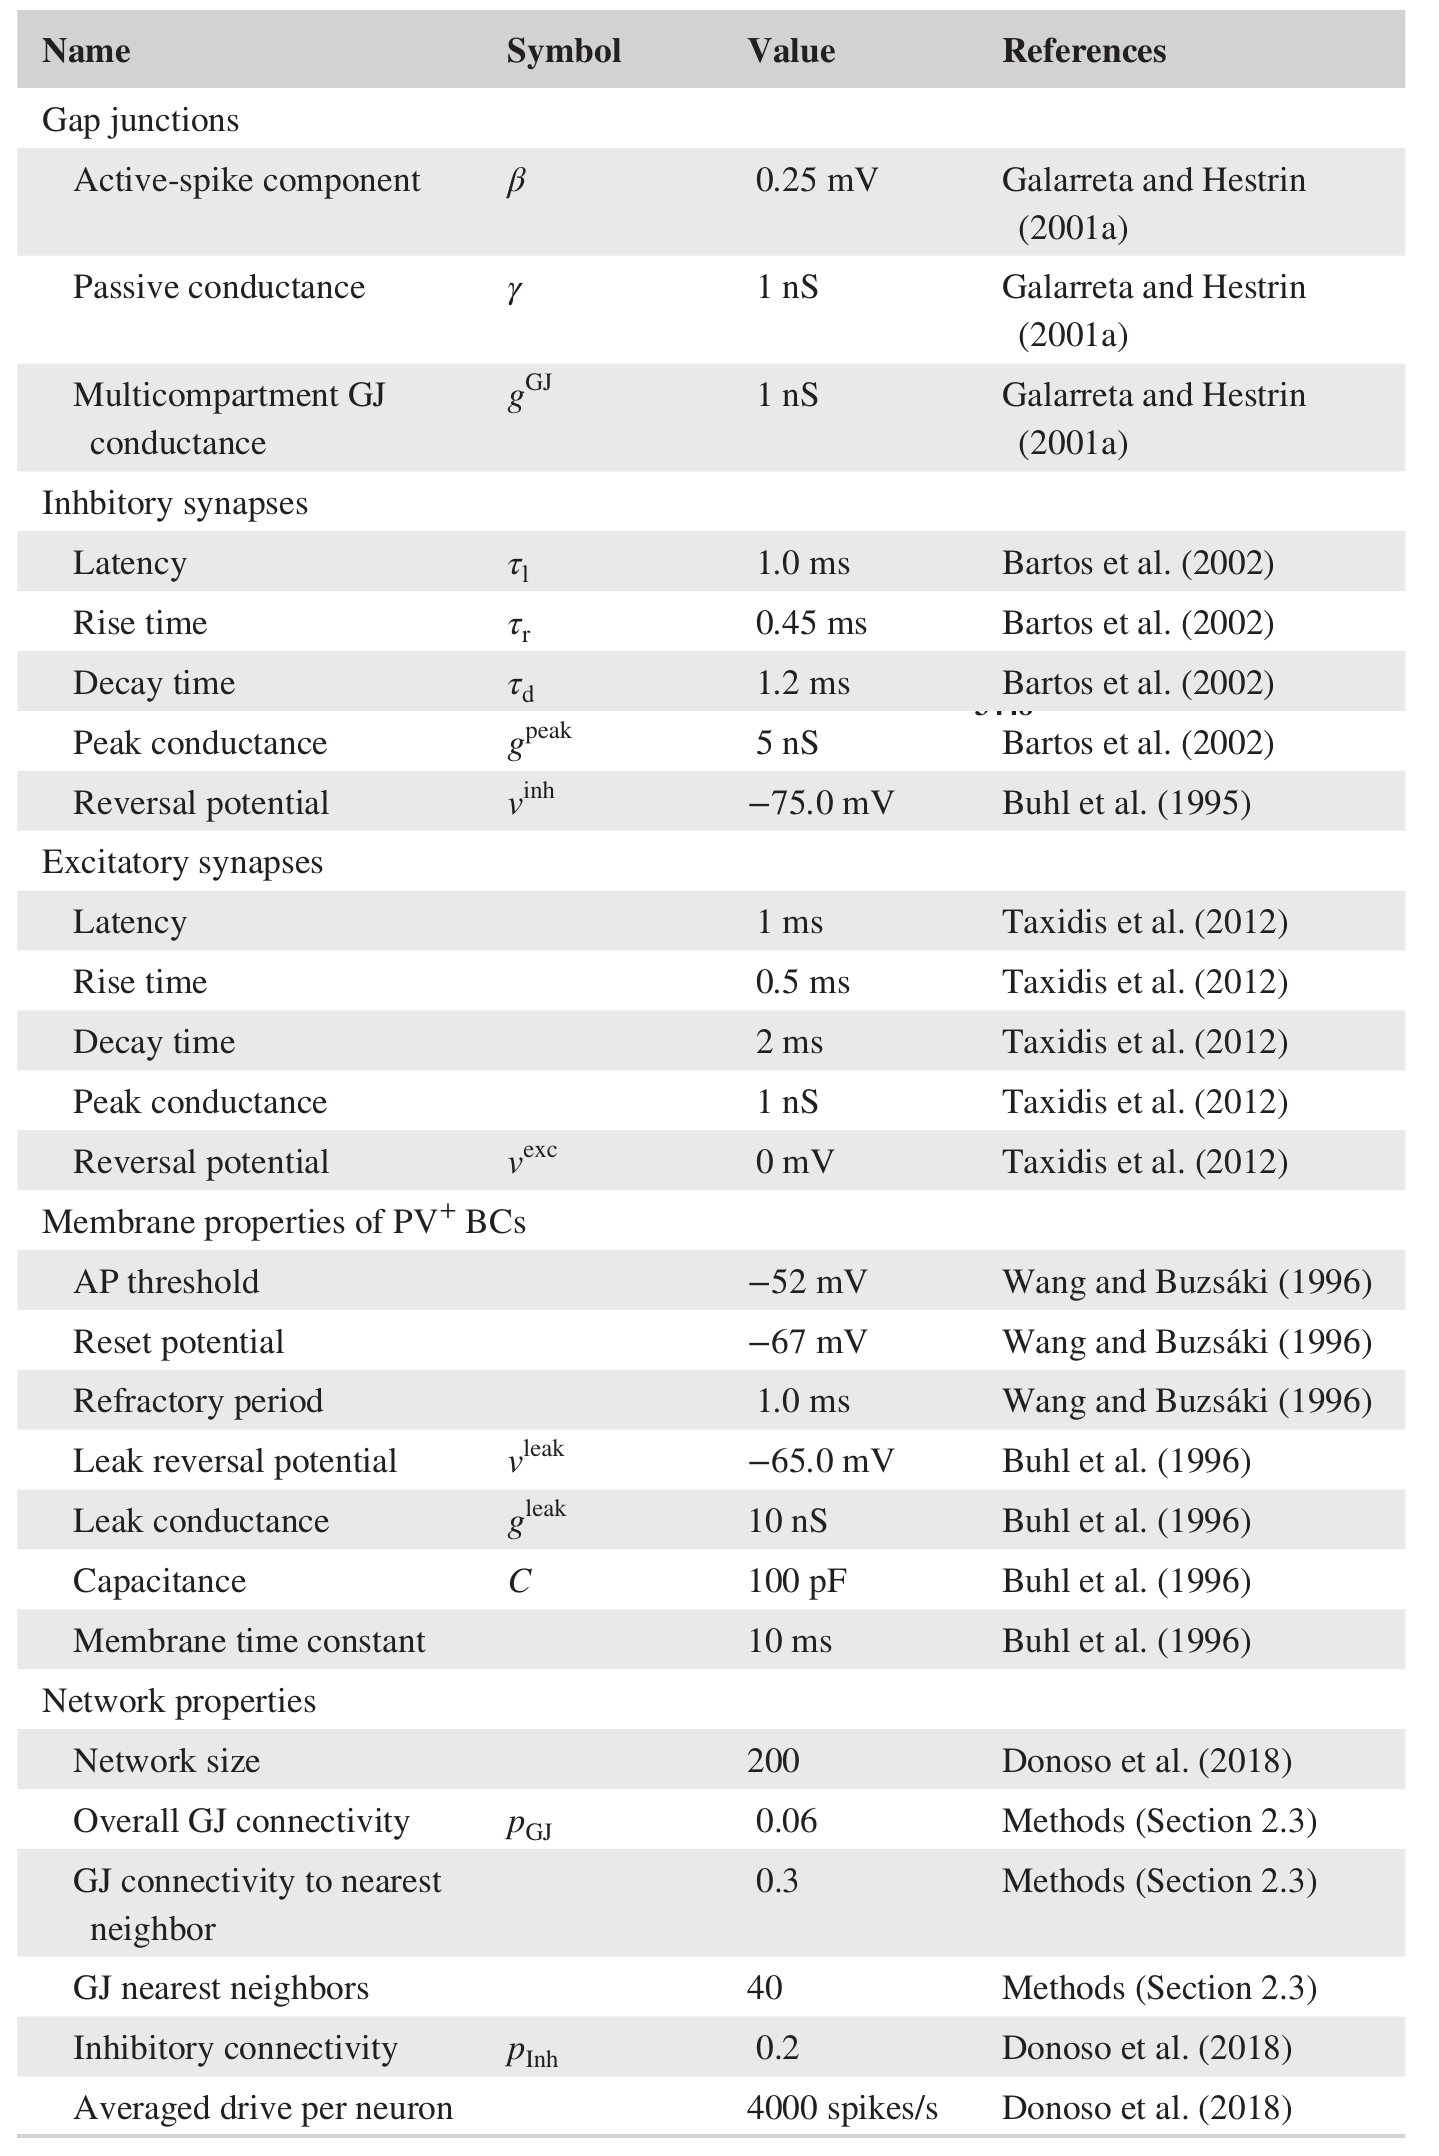 Name Symbol Value References
Gap junctions
Active-spike component β 0.25 mV Galarreta and Hestrin
(2001a)
Passive conductance γ 1 nS Galarreta and Hestrin
(2001a)
Multicompartment GJ g^GJ 1 nS Galarreta and Hestrin
conductance (2001a)
Inhbitory synapses
Latency τ_l 1.0 ms Bartos et al. (2002)
Rise time τ_r 0.45 ms Bartos et al. (2002)
Decay time τ_d 1.2 ms Bartos et al. (2002)
Peak conductance g^peak 5 nS Bartos et al. (2002)
Reversal potential v^inh −75.0 mV Buhl et al. (1995)
Excitatory synapses
Latency 1 ms Taxidis et al. (2012)
Rise time 0.5 ms Taxidis et al. (2012)
Decay time 2 ms Taxidis et al. (2012)
Peak conductance 1 nS Taxidis et al. (2012)
Reversal potential v^exc 0 mV Taxidis et al. (2012)
Membrane properties of PV⁺ BCs
AP threshold −52 mV Wang and Buzsáki (1996)
Reset potential −67 mV Wang and Buzsáki (1996)
Refractory period 1.0 ms Wang and Buzsáki (1996)
Leak reversal potential v^leak −65.0 mV Buhl et al. (1996)
Leak conductance g^leak 10 nS Buhl et al. (1996)
Capacitance C 100 pF Buhl et al. (1996)
Membrane time constant 10 ms Buhl et al. (1996)
Network properties
Network size 200 Donoso et al. (2018)
Overall GJ connectivity p_GJ 0.06 Methods (Section 2.3)
GJ connectivity to nearest 0.3 Methods (Section 2.3)
neighbor
GJ nearest neighbors 40 Methods (Section 2.3)
Inhibitory connectivity p_Inh 0.2 Donoso et al. (2018)
Averaged drive per neuron 4000 spikes/s Donoso et al. (2018)